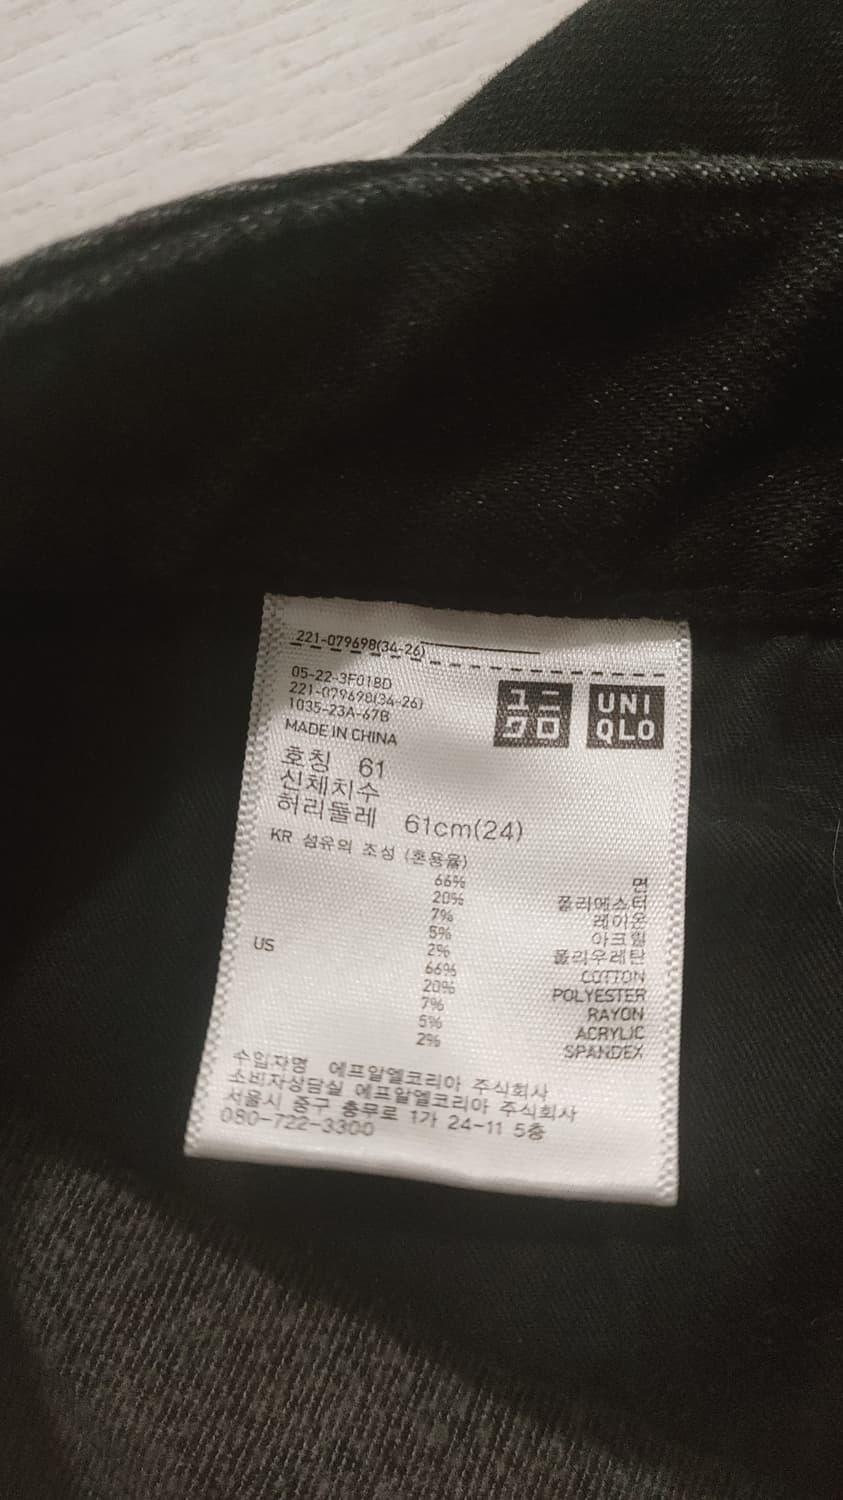 221-079698(34-26)
05-22-3F01BD
221-079698(34-26)
1035-23A-67B
MADE IN CHINA
ユニ
クロ
UNI
QLO
호칭 61
신체치수
허리둘레 61cm(24)
KR 섬유의 조성 (혼용율)
66% 면
20% 폴리에스터
7% 레이온
5% 아크릴
2% 폴리우레탄
US 66% COTTON
20% POLYESTER
7% RAYON
5% ACRYLIC
2% SPANDEX
수입자명 에프알엘코리아 주식회사
소비자상담실 에프알엘코리아 주식회사
서울시 중구 충무로 1가 24-11 5층
080-722-3300